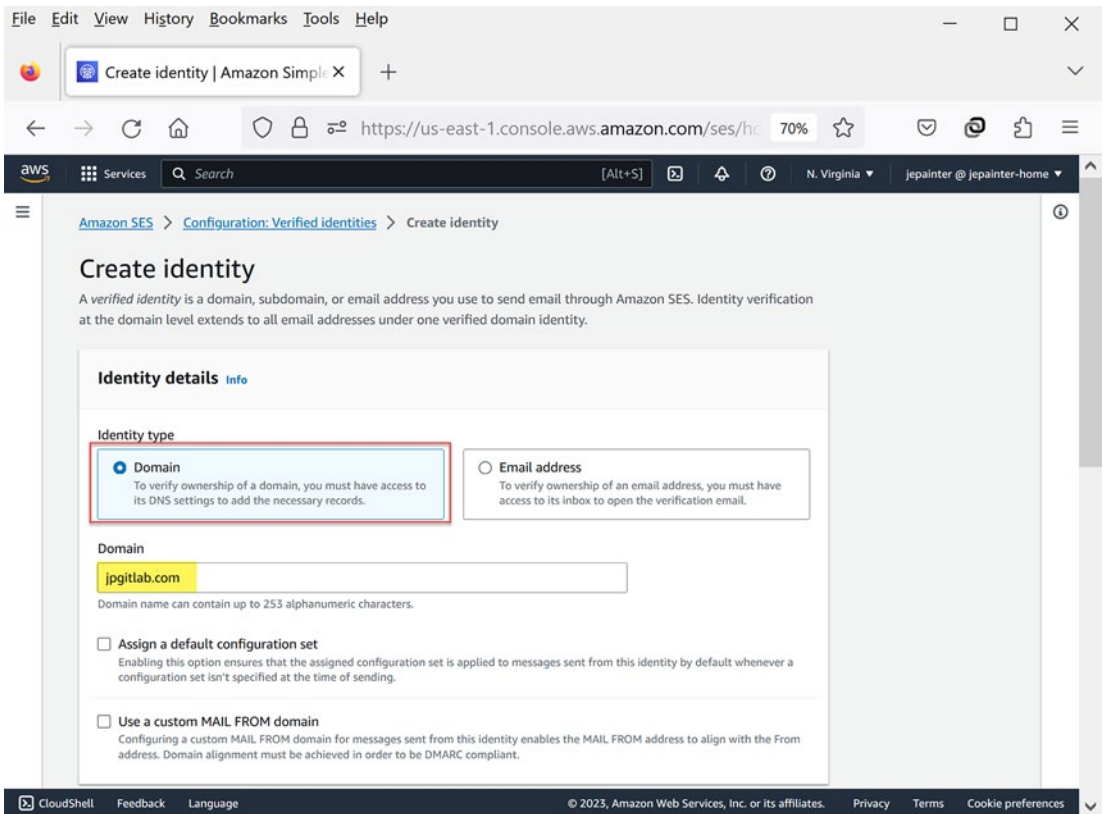 File Edit View History Bookmarks Tools Help
Create identity | Amazon Simple
https://us-east-1.console.aws.amazon.com/ses/ho 70%
aws Services Search [Alt+S] N. Virginia jepainter @ jepainter-home
Amazon SES > Configuration: Verified identities > Create identity
Create identity
A verified identity is a domain, subdomain, or email address you use to send email through Amazon SES. Identity verification
at the domain level extends to all email addresses under one verified domain identity.
Identity details Info
Identity type
Domain
To verify ownership of a domain, you must have access to
its DNS settings to add the necessary records.
Email address
To verify ownership of an email address, you must have
access to its inbox to open the verification email.
Domain
jpgitlab.com
Domain name can contain up to 253 alphanumeric characters.
Assign a default configuration set
Enabling this option ensures that the assigned configuration set is applied to messages sent from this identity by default whenever a
configuration set isn't specified at the time of sending.
Use a custom MAIL FROM domain
Configuring a custom MAIL FROM domain for messages sent from this identity enables the MAIL FROM address to align with the From
address. Domain alignment must be achieved in order to be DMARC compliant.
CloudShell Feedback Language © 2023, Amazon Web Services, Inc. or its affiliates. Privacy Terms Cookie preferences